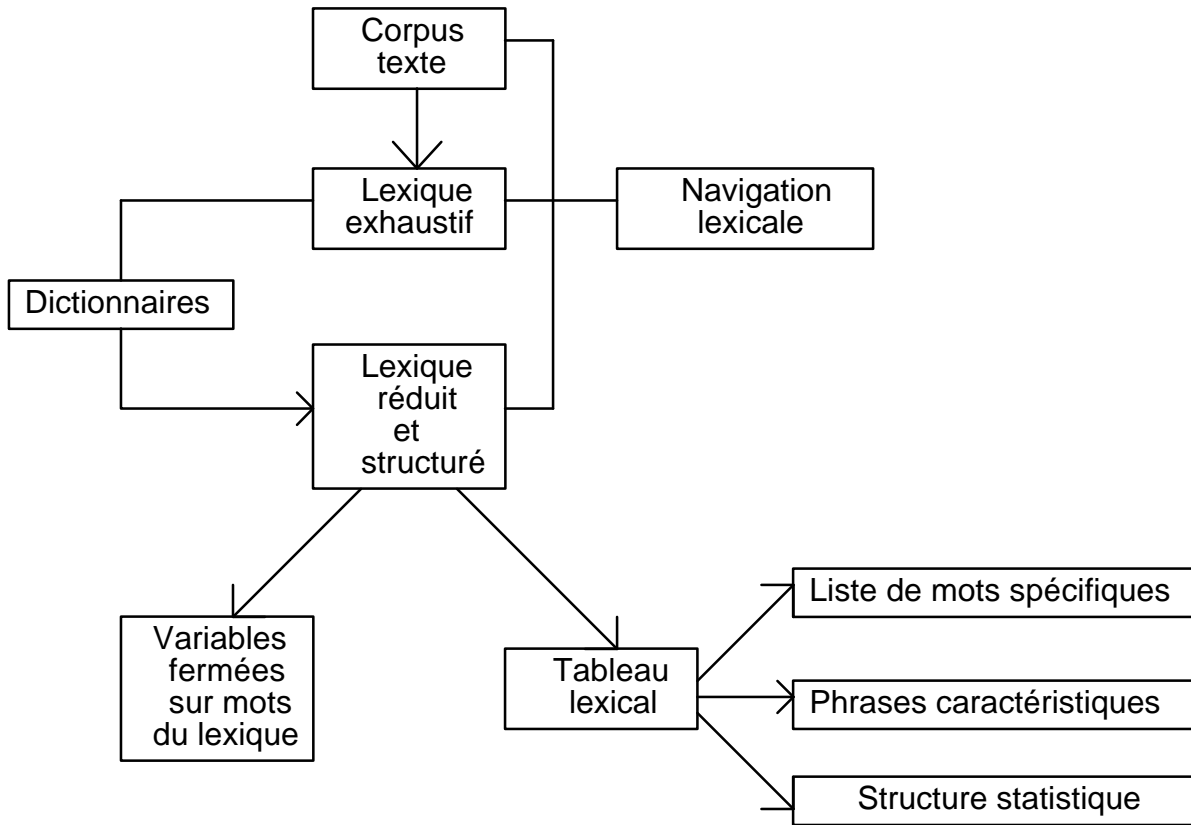 Corpus
texte
Lexique
exhaustif
Navigation
lexicale
Dictionnaires
Lexique
réduit
et
structuré
Variables
fermées
sur mots
du lexique
Tableau
lexical
Liste de mots spécifiques
Phrases caractéristiques
Structure statistique